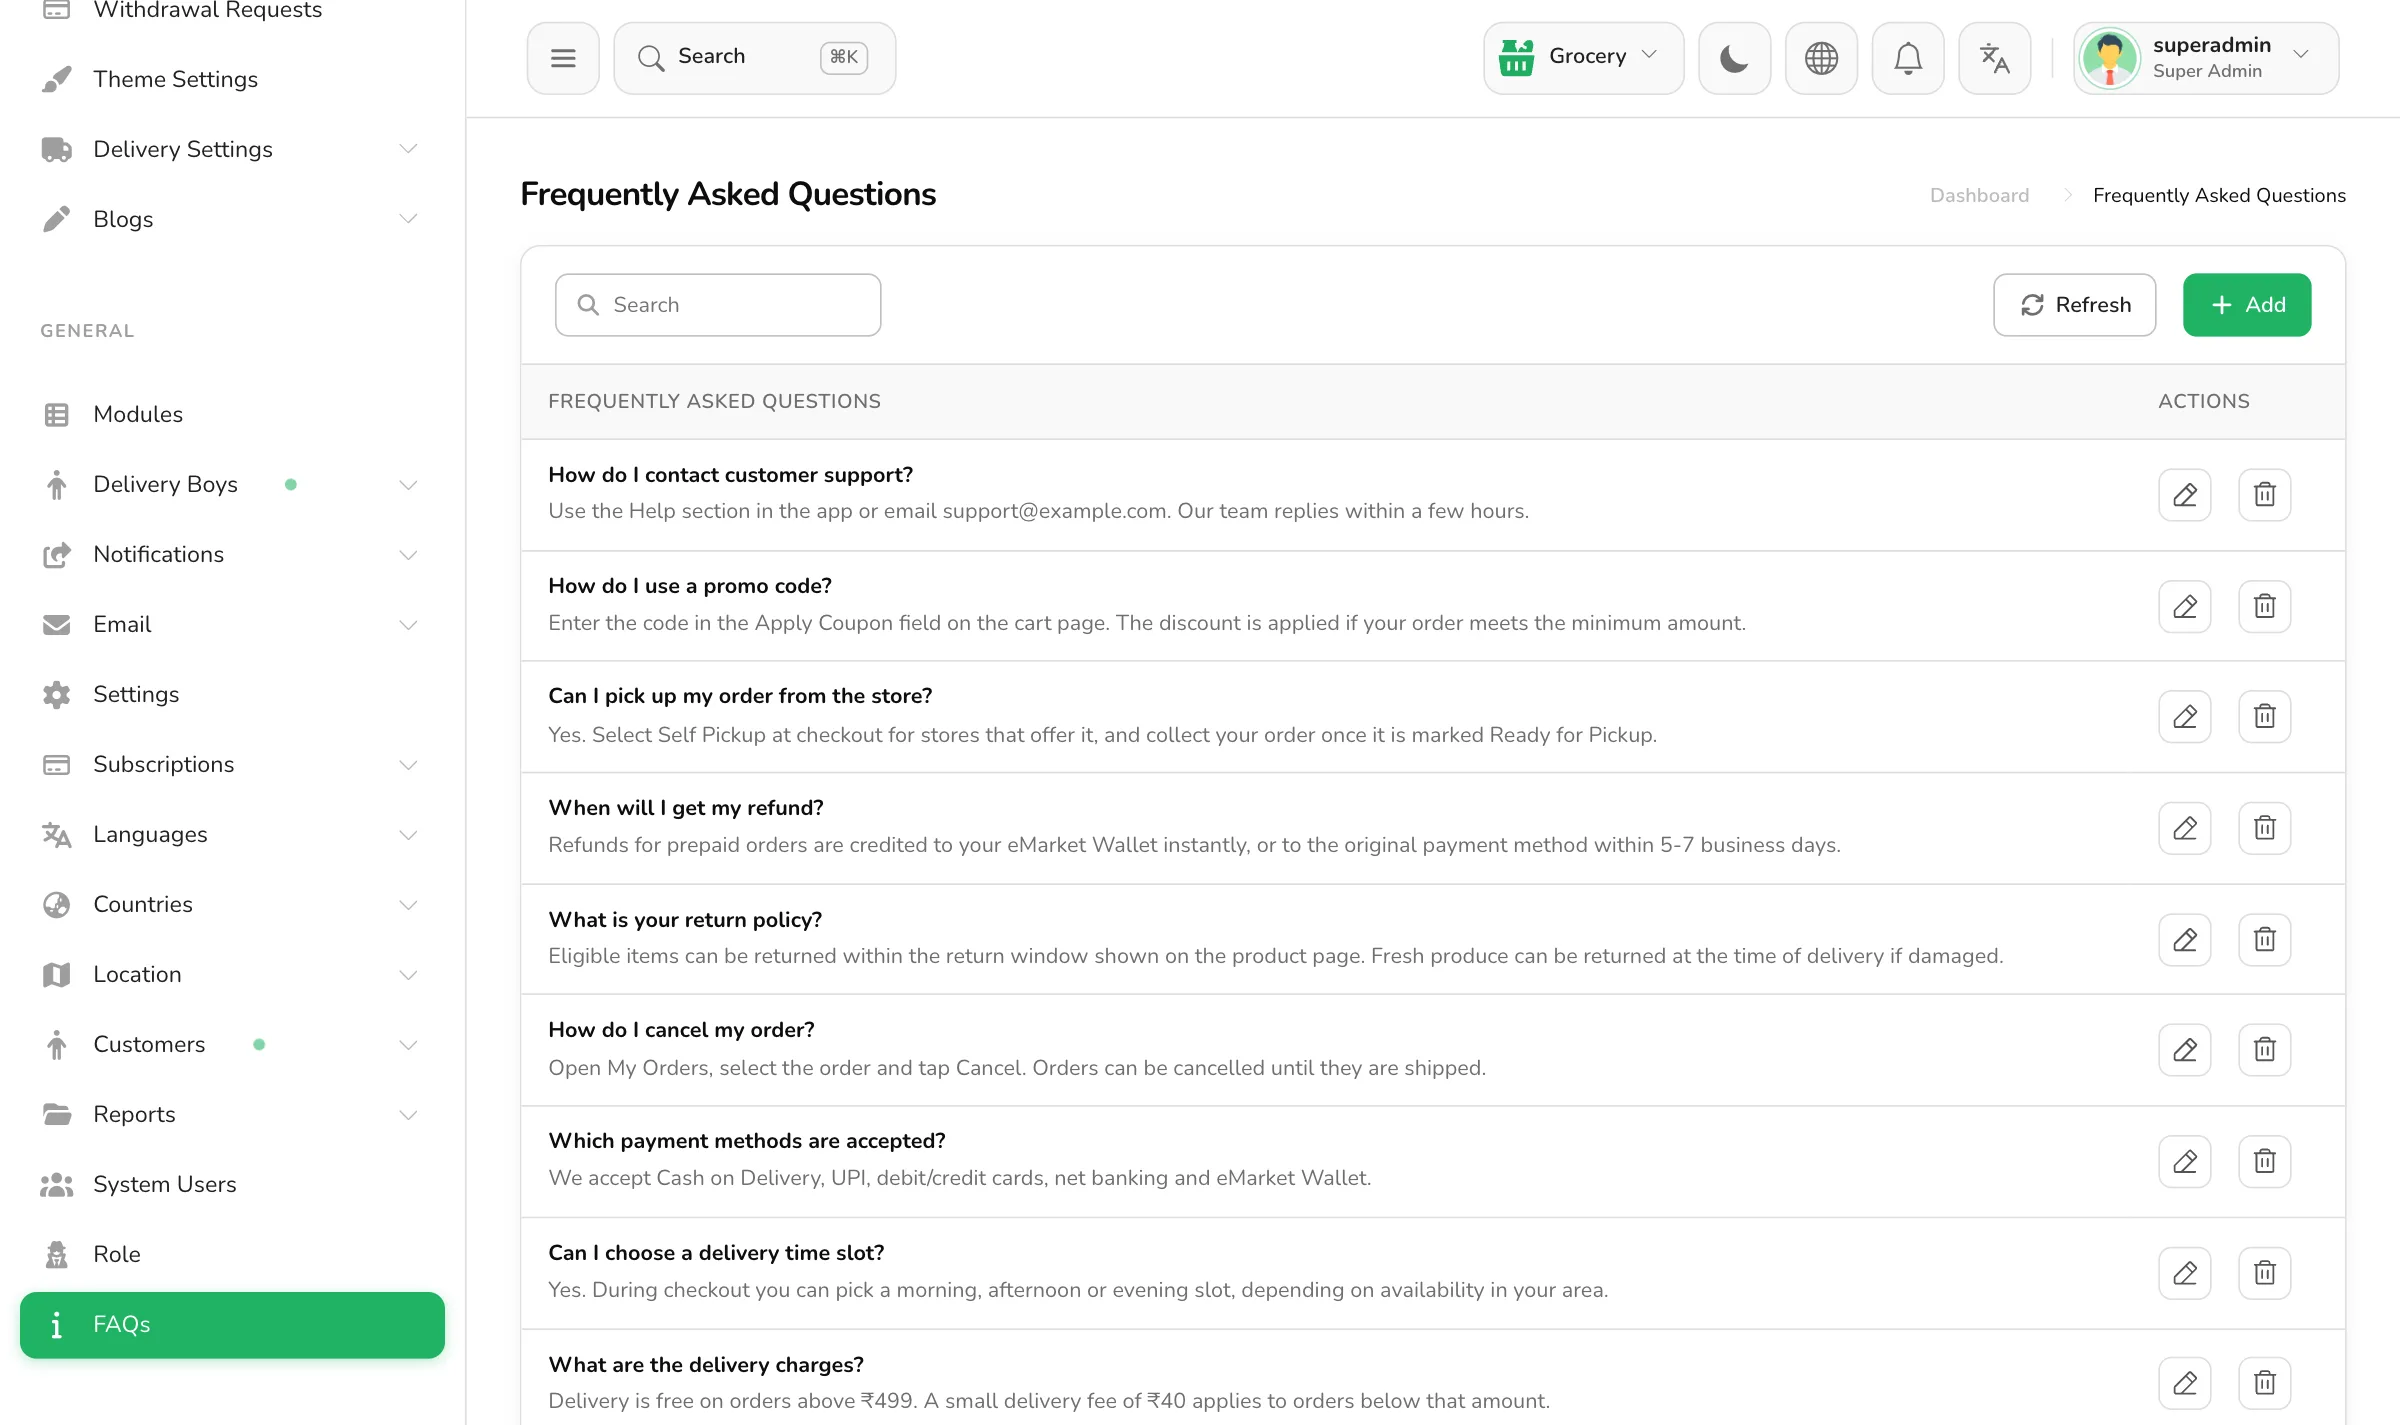 Withdrawal Requests
Theme Settings
Delivery Settings
Blogs
GENERAL
Modules
Delivery Boys
Notifications
Email
Settings
Subscriptions
Languages
Countries
Location
Customers
Reports
System Users
Role
FAQs
Search ⌘K
Grocery
superadmin
Super Admin
Frequently Asked Questions
Dashboard > Frequently Asked Questions
Search
Refresh
+ Add
FREQUENTLY ASKED QUESTIONS ACTIONS
How do I contact customer support?
Use the Help section in the app or email support@example.com. Our team replies within a few hours.
How do I use a promo code?
Enter the code in the Apply Coupon field on the cart page. The discount is applied if your order meets the minimum amount.
Can I pick up my order from the store?
Yes. Select Self Pickup at checkout for stores that offer it, and collect your order once it is marked Ready for Pickup.
When will I get my refund?
Refunds for prepaid orders are credited to your eMarket Wallet instantly, or to the original payment method within 5-7 business days.
What is your return policy?
Eligible items can be returned within the return window shown on the product page. Fresh produce can be returned at the time of delivery if damaged.
How do I cancel my order?
Open My Orders, select the order and tap Cancel. Orders can be cancelled until they are shipped.
Which payment methods are accepted?
We accept Cash on Delivery, UPI, debit/credit cards, net banking and eMarket Wallet.
Can I choose a delivery time slot?
Yes. During checkout you can pick a morning, afternoon or evening slot, depending on availability in your area.
What are the delivery charges?
Delivery is free on orders above ₹499. A small delivery fee of ₹40 applies to orders below that amount.